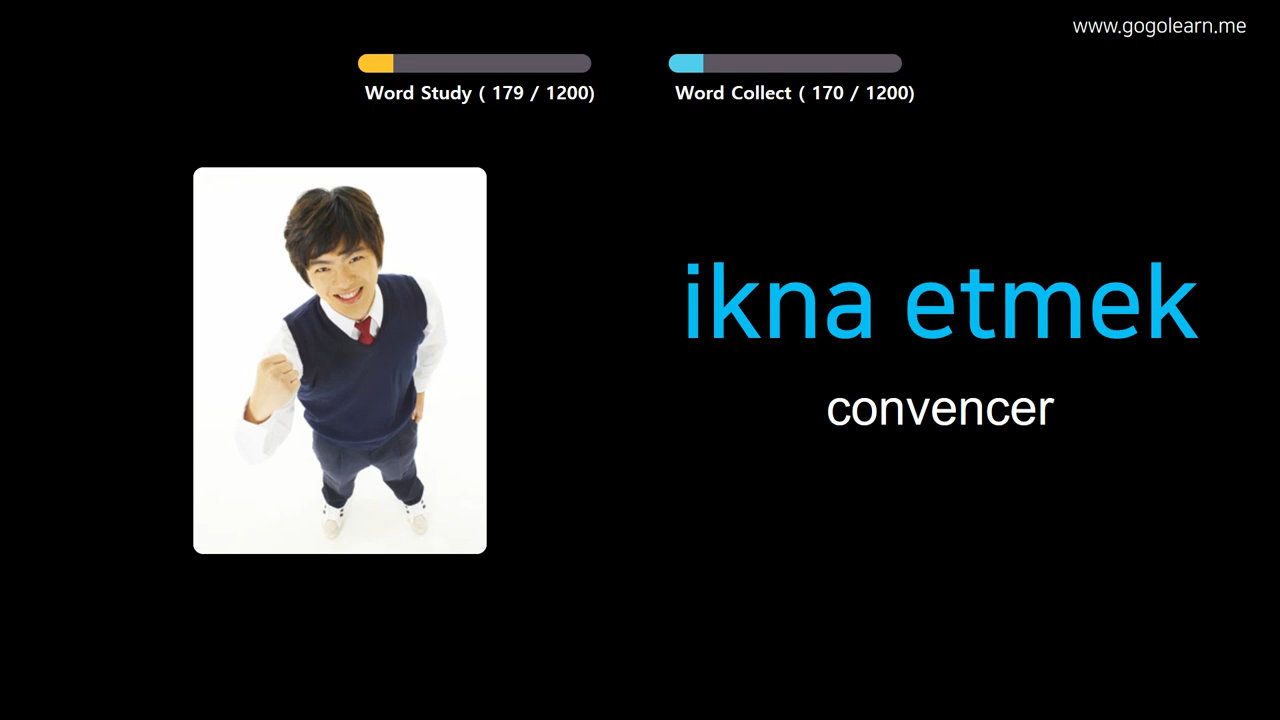 www.gogolearn.me
Word Study ( 179 / 1200)
Word Collect ( 170 / 1200)
ikna etmek
convencer